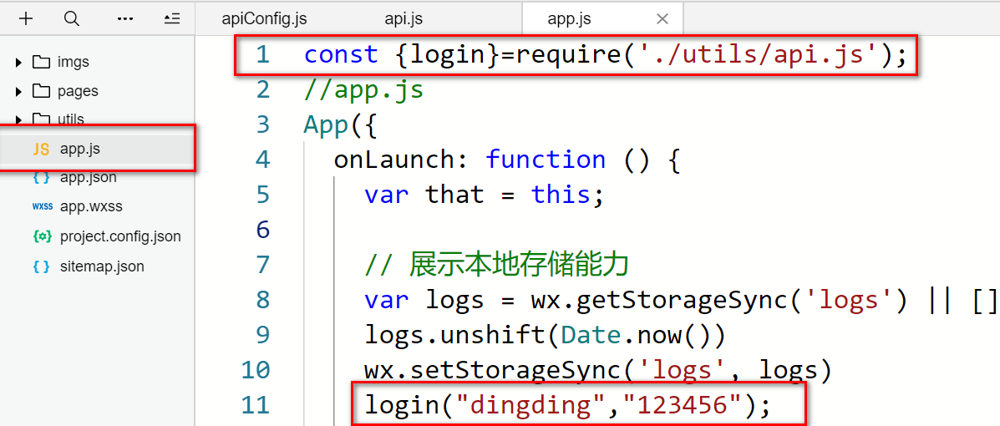 apiConfig.js api.js app.js
imgs
pages
utils
app.js
app.json
app.wxss
project.config.json
sitemap.json
1 const {login}=require('./utils/api.js');
2 //app.js
3 App({
4 onLaunch: function () {
5 var that = this;
6
7 // 展示本地存储能力
8 var logs = wx.getStorageSync('logs') || []
9 logs.unshift(Date.now())
10 wx.setStorageSync('logs', logs)
11 login("dingding","123456");